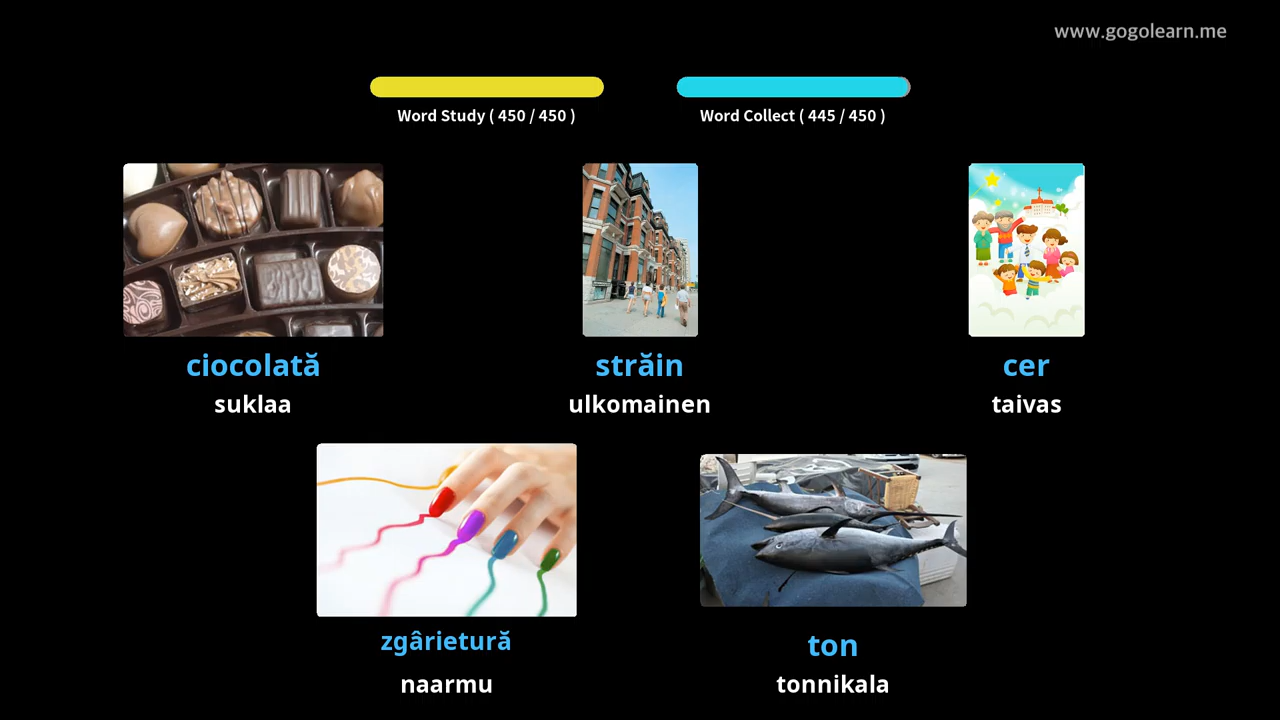 www.gogolearn.me
Word Study ( 450 / 450 )
Word Collect ( 445 / 450 )
ciocolată
suklaa
străin
ulkomainen
cer
taivas
zgârietură
naarmu
ton
tonnikala